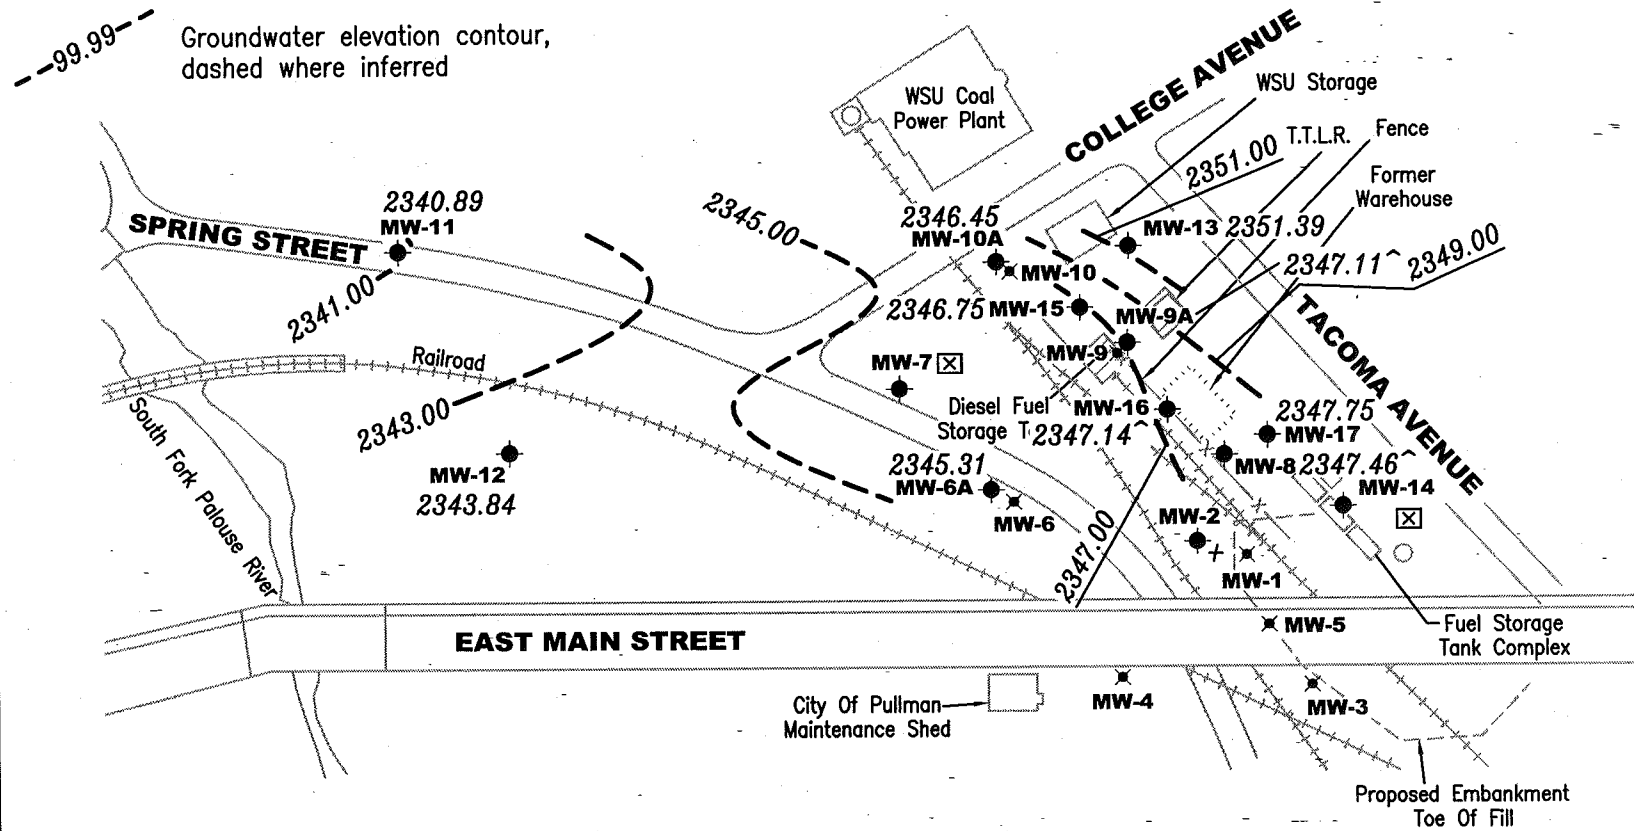 99.99
Groundwater elevation contour,
dashed where inferred
WSU Coal
Power Plant
COLLEGE AVENUE
WSU Storage
T.T.L.R.
Fence
Former
Warehouse
2351.00
2340.89
MW-11
SPRING STREET
2341.00
2345.00
2346.45
MW-10A
MW-10
MW-13
2351.39
2347.11^
2349.00
2346.75
MW-15
MW-9A
TACOMA AVENUE
Railroad
MW-7
MW-9
2343.00
Diesel Fuel
Storage T
MW-16
2347.14^
2347.75
MW-17
South Fork Palouse River
MW-12
2343.84
2345.31
MW-6A
MW-6
MW-8
2347.46^
MW-14
MW-2
MW-1
2347.00
EAST MAIN STREET
MW-5
Fuel Storage
Tank Complex
City Of Pullman
Maintenance Shed
MW-4
MW-3
Proposed Embankment
Toe Of Fill